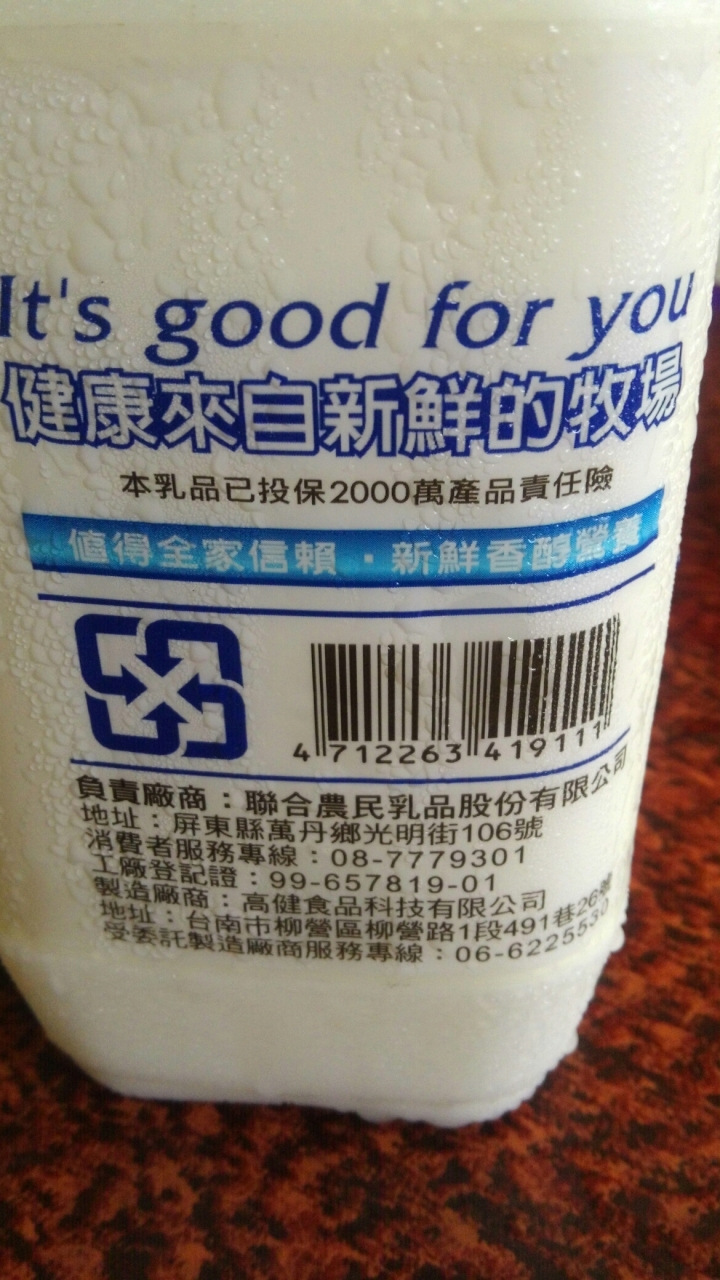 It's good for you
健康來自新鮮的牧場
本乳品已投保2000萬產品責任險
值得全家信賴・新鮮香醇營養
4 712263 419111
負責廠商：聯合農民乳品股份有限公司
地址：屏東縣萬丹鄉光明街106號
消費者服務專線：08-7779301
工廠登記證：99-657819-01
製造廠商：高健食品科技有限公司
地址：台南市柳營區柳營路1段491巷26號
受委託製造廠商服務專線：06-6225530